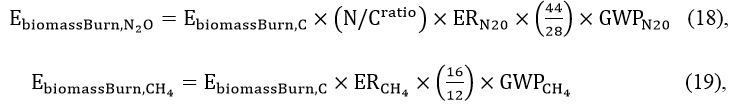 E_biomassBurn,N₂O = E_biomassBurn,C × (N/C^ratio) × ER_N20 × (44/28) × GWP_N20 (18),
E_biomassBurn,CH₄ = E_biomassBurn,C × ER_CH₄ × (16/12) × GWP_CH₄ (19),